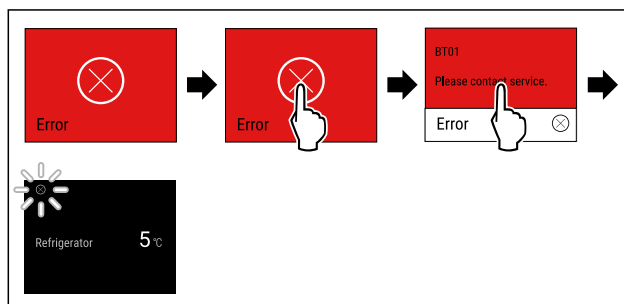 Error
Error
BT01
Please contact service.
Error
Refrigerator 5 °C